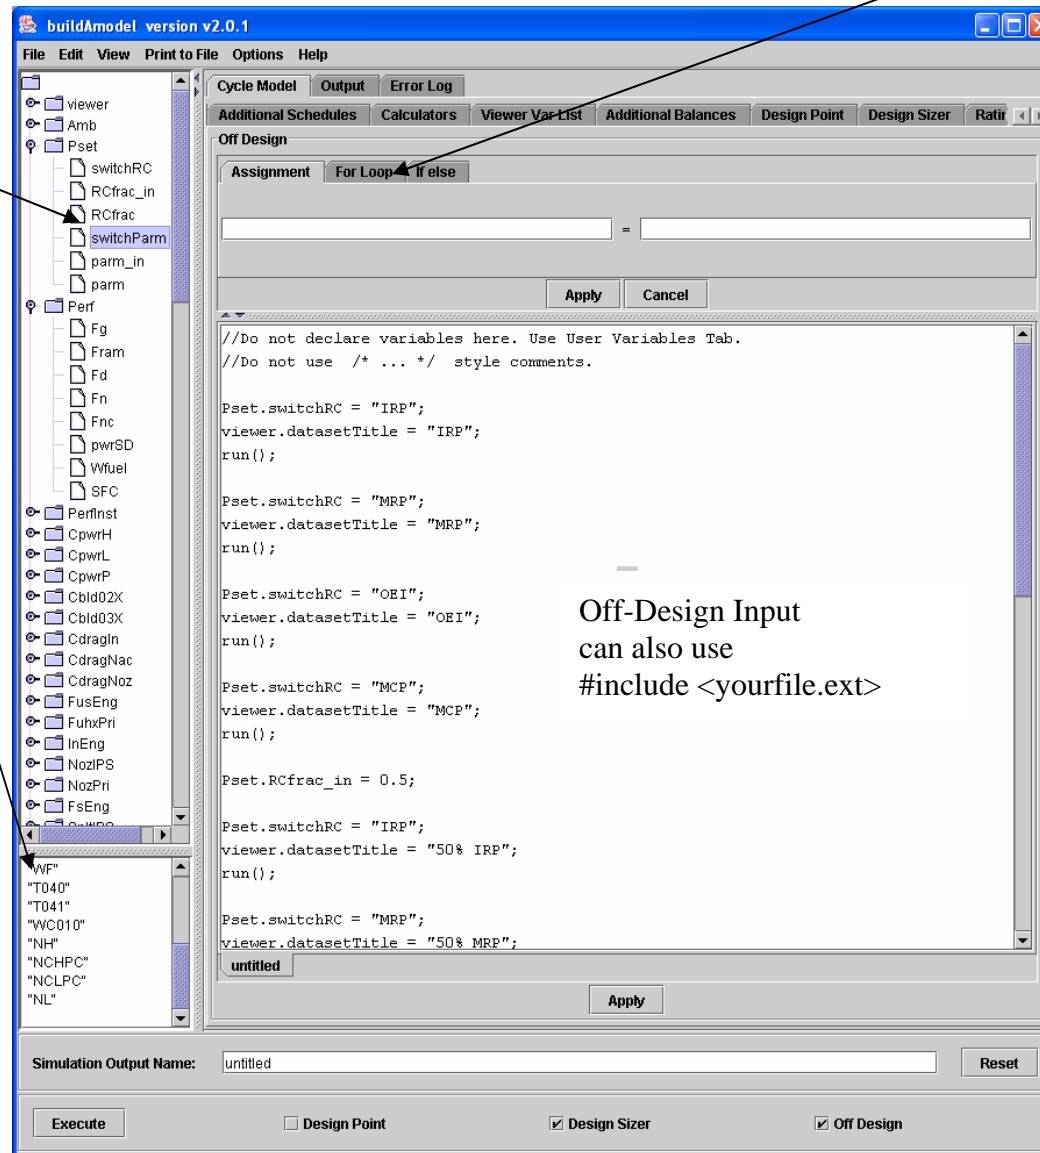 buildAmodel version v2.0.1
File Edit View Print to File Options Help
viewer
Amb
Pset
switchRC
RCfrac_in
RCfrac
switchParm
parm_in
parm
Perf
Fg
Fram
Fd
Fn
Fnc
pwrSD
Wfuel
SFC
PerfInst
CpwrH
CpwrL
CpwrP
Cbld02X
Cbld03X
CdragIn
CdragNac
CdragNoz
FusEng
FuhxPri
InEng
NozIPS
NozPri
FsEng
"WF"
"T040"
"T041"
"WC010"
"NH"
"NCHPC"
"NCLPC"
"NL"
Cycle Model Output Error Log
Additional Schedules Calculators Viewer Var List Additional Balances Design Point Design Sizer Ratin
Off Design
Assignment For Loop If else
=
Apply Cancel
//Do not declare variables here. Use User Variables Tab.
//Do not use /* ... */ style comments.
Pset.switchRC = "IRP";
viewer.datasetTitle = "IRP";
run();
Pset.switchRC = "MRP";
viewer.datasetTitle = "MRP";
run();
Pset.switchRC = "OEI";
viewer.datasetTitle = "OEI";
run();
Pset.switchRC = "MCP";
viewer.datasetTitle = "MCP";
run();
Pset.RCfrac_in = 0.5;
Pset.switchRC = "IRP";
viewer.datasetTitle = "50% IRP";
run();
Pset.switchRC = "MRP";
viewer.datasetTitle = "50% MRP";
Off-Design Input
can also use
#include <yourfile.ext>
untitled
Apply
Simulation Output Name: untitled Reset
Execute Design Point Design Sizer Off Design